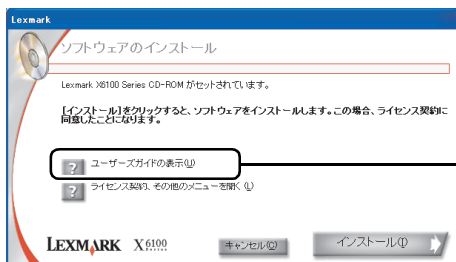 Lexmark
ソフトウェアのインストール
Lexmark X6100 Series CD-ROM がセットされています。
[インストール]をクリックすると、ソフトウェアをインストールします。この場合、ライセンス契約に
同意したことになります。
? ユーザーズガイドの表示(U)
? ライセンス契約、その他のメニューを開く(L)
LEXMARK X6100
キャンセル(C)
インストール(I)